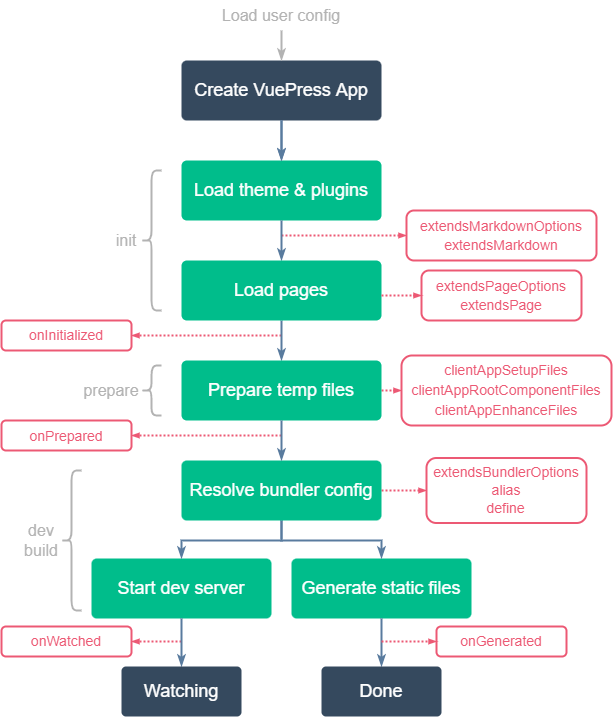 Load user config
Create VuePress App
Load theme & plugins
init
extendsMarkdownOptions
extendsMarkdown
Load pages
extendsPageOptions
extendsPage
onInitialized
prepare
Prepare temp files
clientAppSetupFiles
clientAppRootComponentFiles
clientAppEnhanceFiles
onPrepared
Resolve bundler config
extendsBundlerOptions
alias
define
dev
build
Start dev server
Generate static files
onWatched
onGenerated
Watching
Done